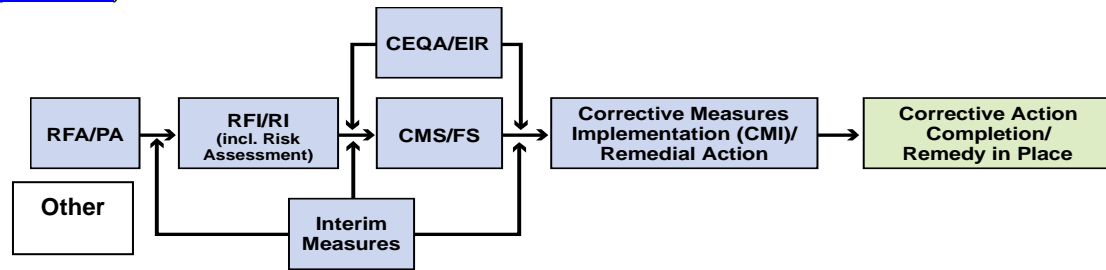 CEQA/EIR
RFA/PA
RFI/RI
(incl. Risk
Assessment)
CMS/FS
Corrective Measures
Implementation (CMI)/
Remedial Action
Corrective Action
Completion/
Remedy in Place
Other
Interim
Measures